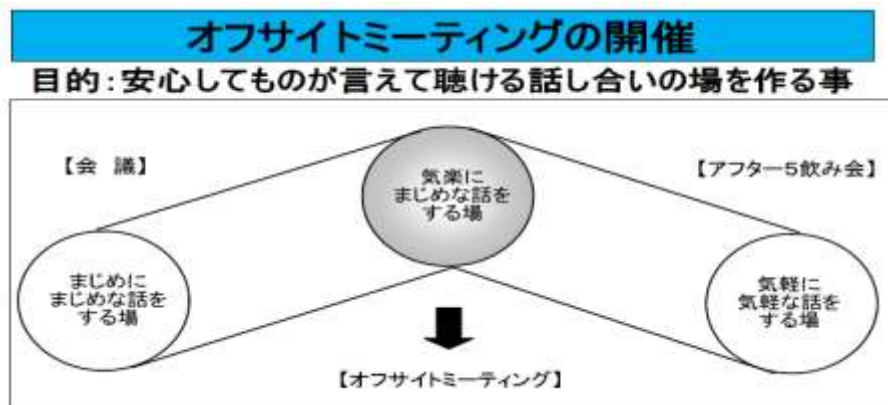 オフサイトミーティングの開催
目的:安心してものが言えて聴ける話し合いの場を作る事
【会 議】
気楽に
まじめな話を
する場
【アフター5飲み会】
まじめに
まじめな話を
する場
気軽に
気軽な話を
する場
【オフサイトミーティング】